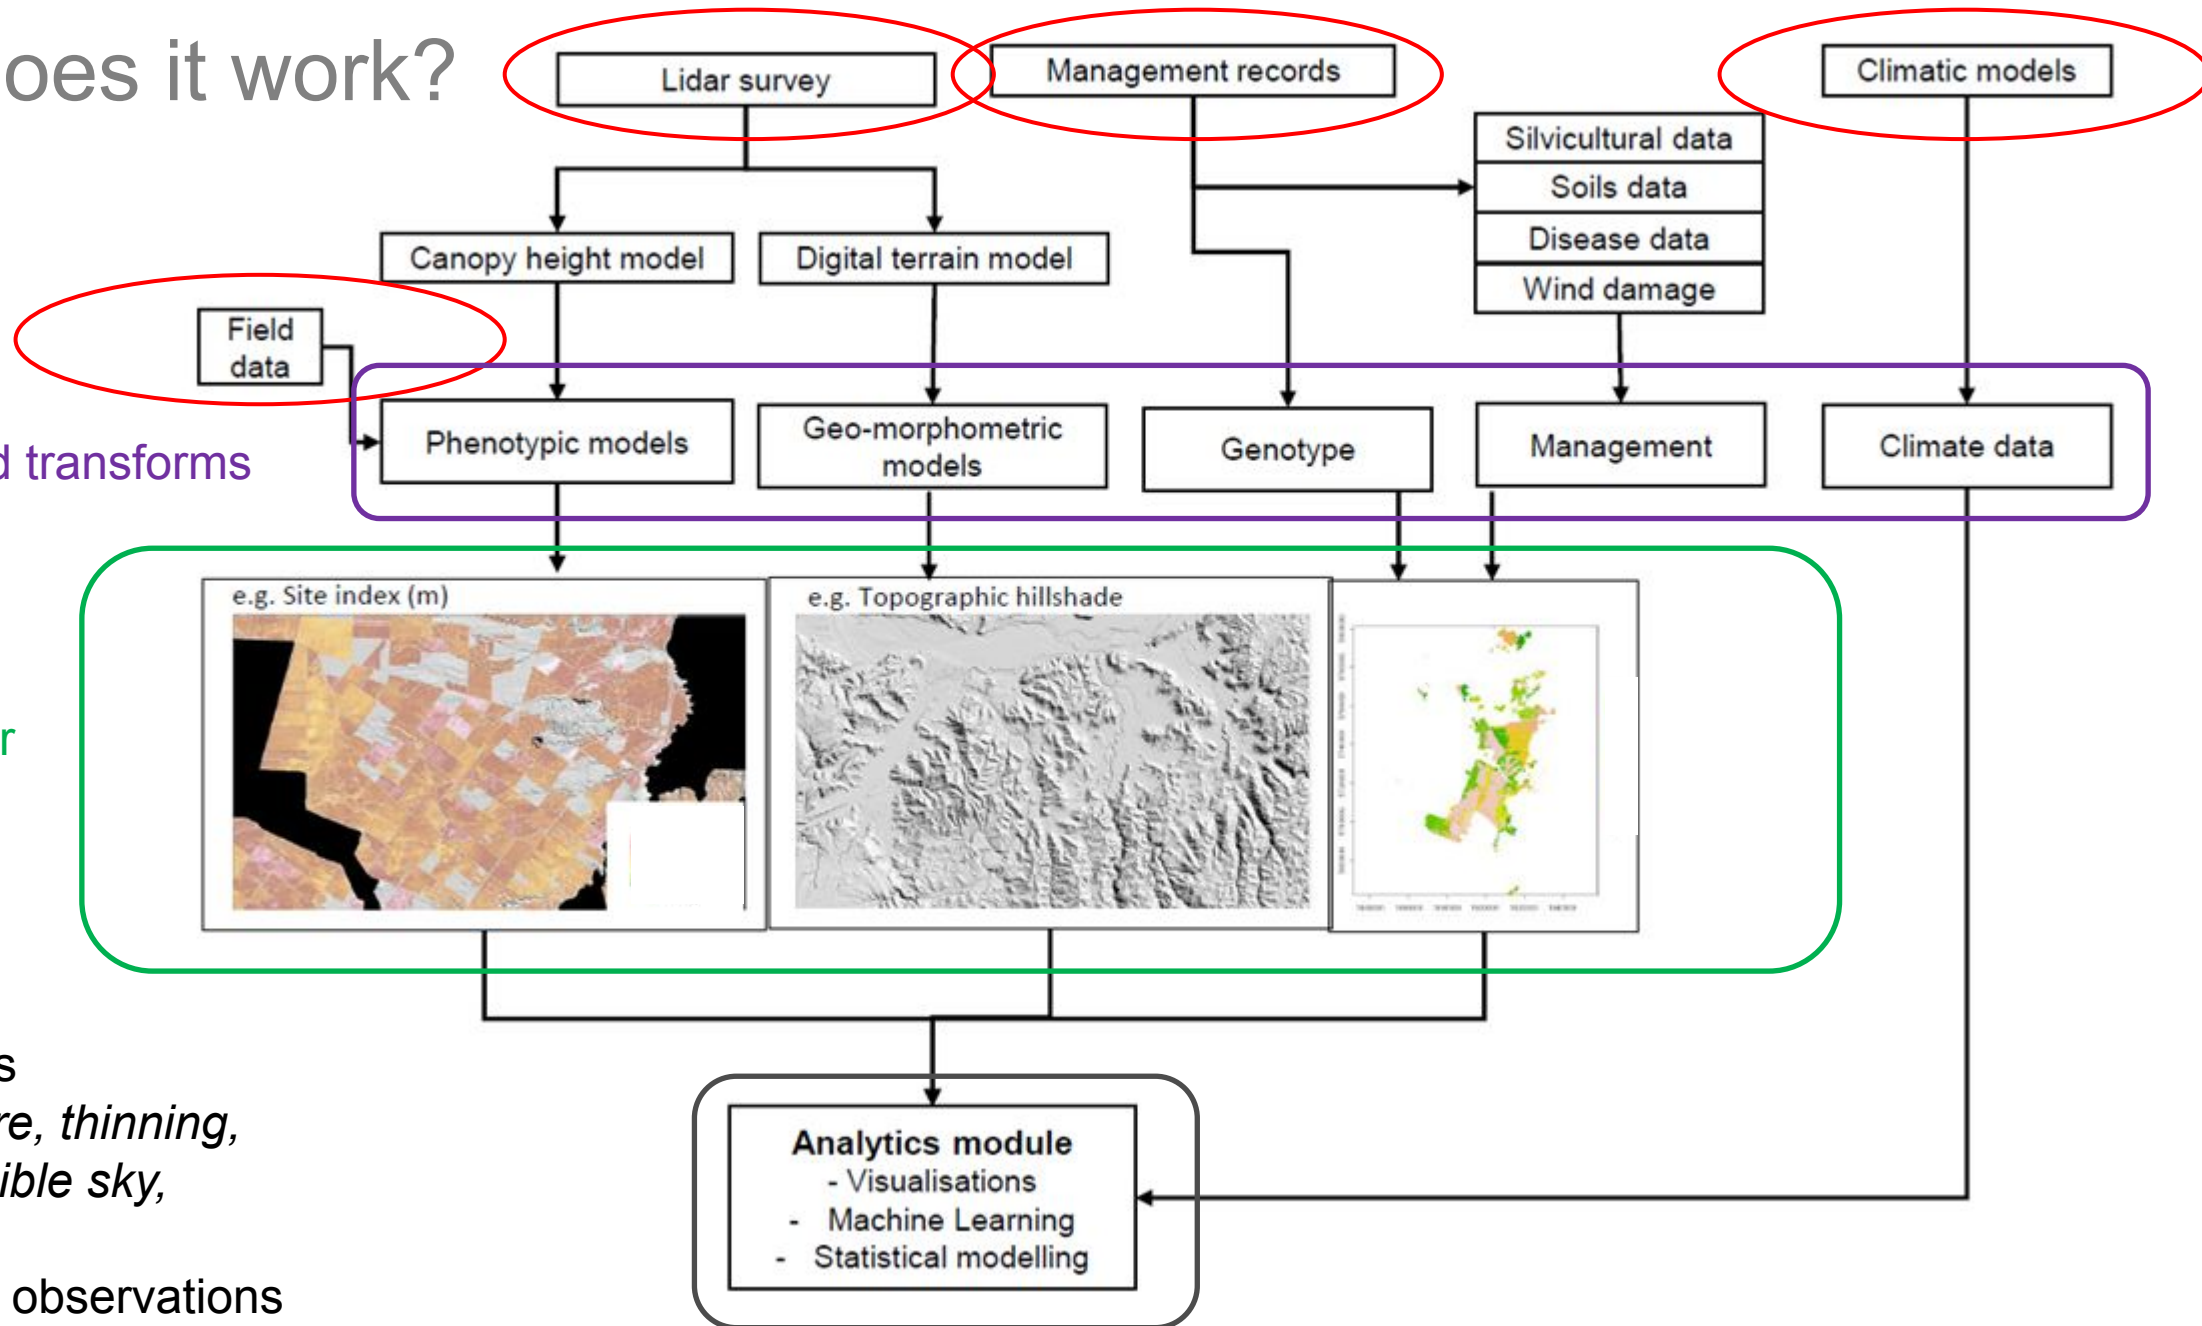 oes it work?
Lidar survey
Management records
Climatic models
Silvicultural data
Soils data
Disease data
Wind damage
Canopy height model
Digital terrain model
Field
data
d transforms
Phenotypic models
Geo-morphometric
models
Genotype
Management
Climate data
e.g. Site index (m)
e.g. Topographic hillshade
r
s
re, thinning,
ible sky,
observations
Analytics module
- Visualisations
- Machine Learning
- Statistical modelling